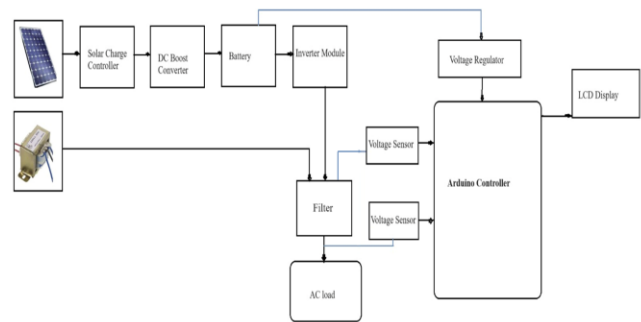 Solar Charge
Controller
DC Boost
Converter
Battery
Inverter Module
Voltage Regulator
LCD Display
Voltage Sensor
Arduino Controller
Voltage Sensor
Filter
AC load